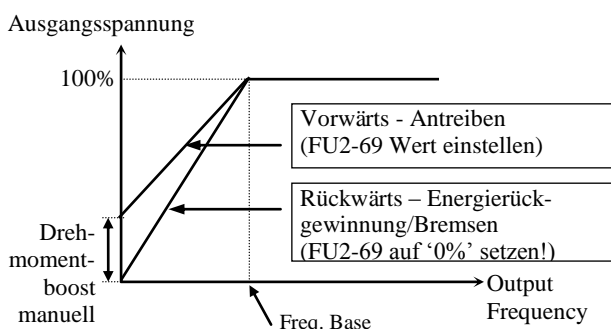 Ausgangsspannung
100%
Vorwärts - Antreiben
(FU2-69 Wert einstellen)
Rückwärts – Energierück-
gewinnung/Bremsen
(FU2-69 auf ‘0%’ setzen!)
Dreh-
moment-
boost
manuell
Output
Frequency
Freq. Base